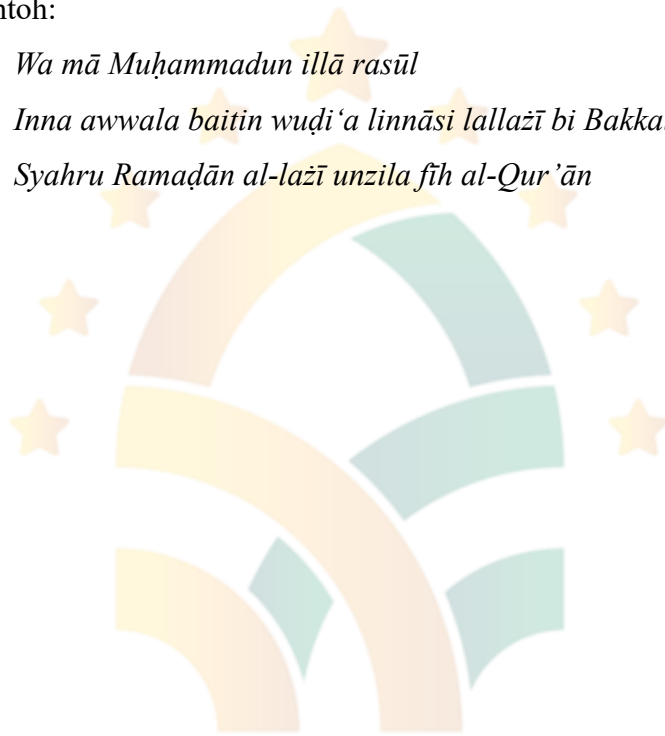 ntoh:
Wa mā Muḥammadun illā rasūl
Inna awwala baitin wuḍi‘a linnāsi lallażī bi Bakka
Syahru Ramaḍān al-lażī unzila fīh al-Qur’ān